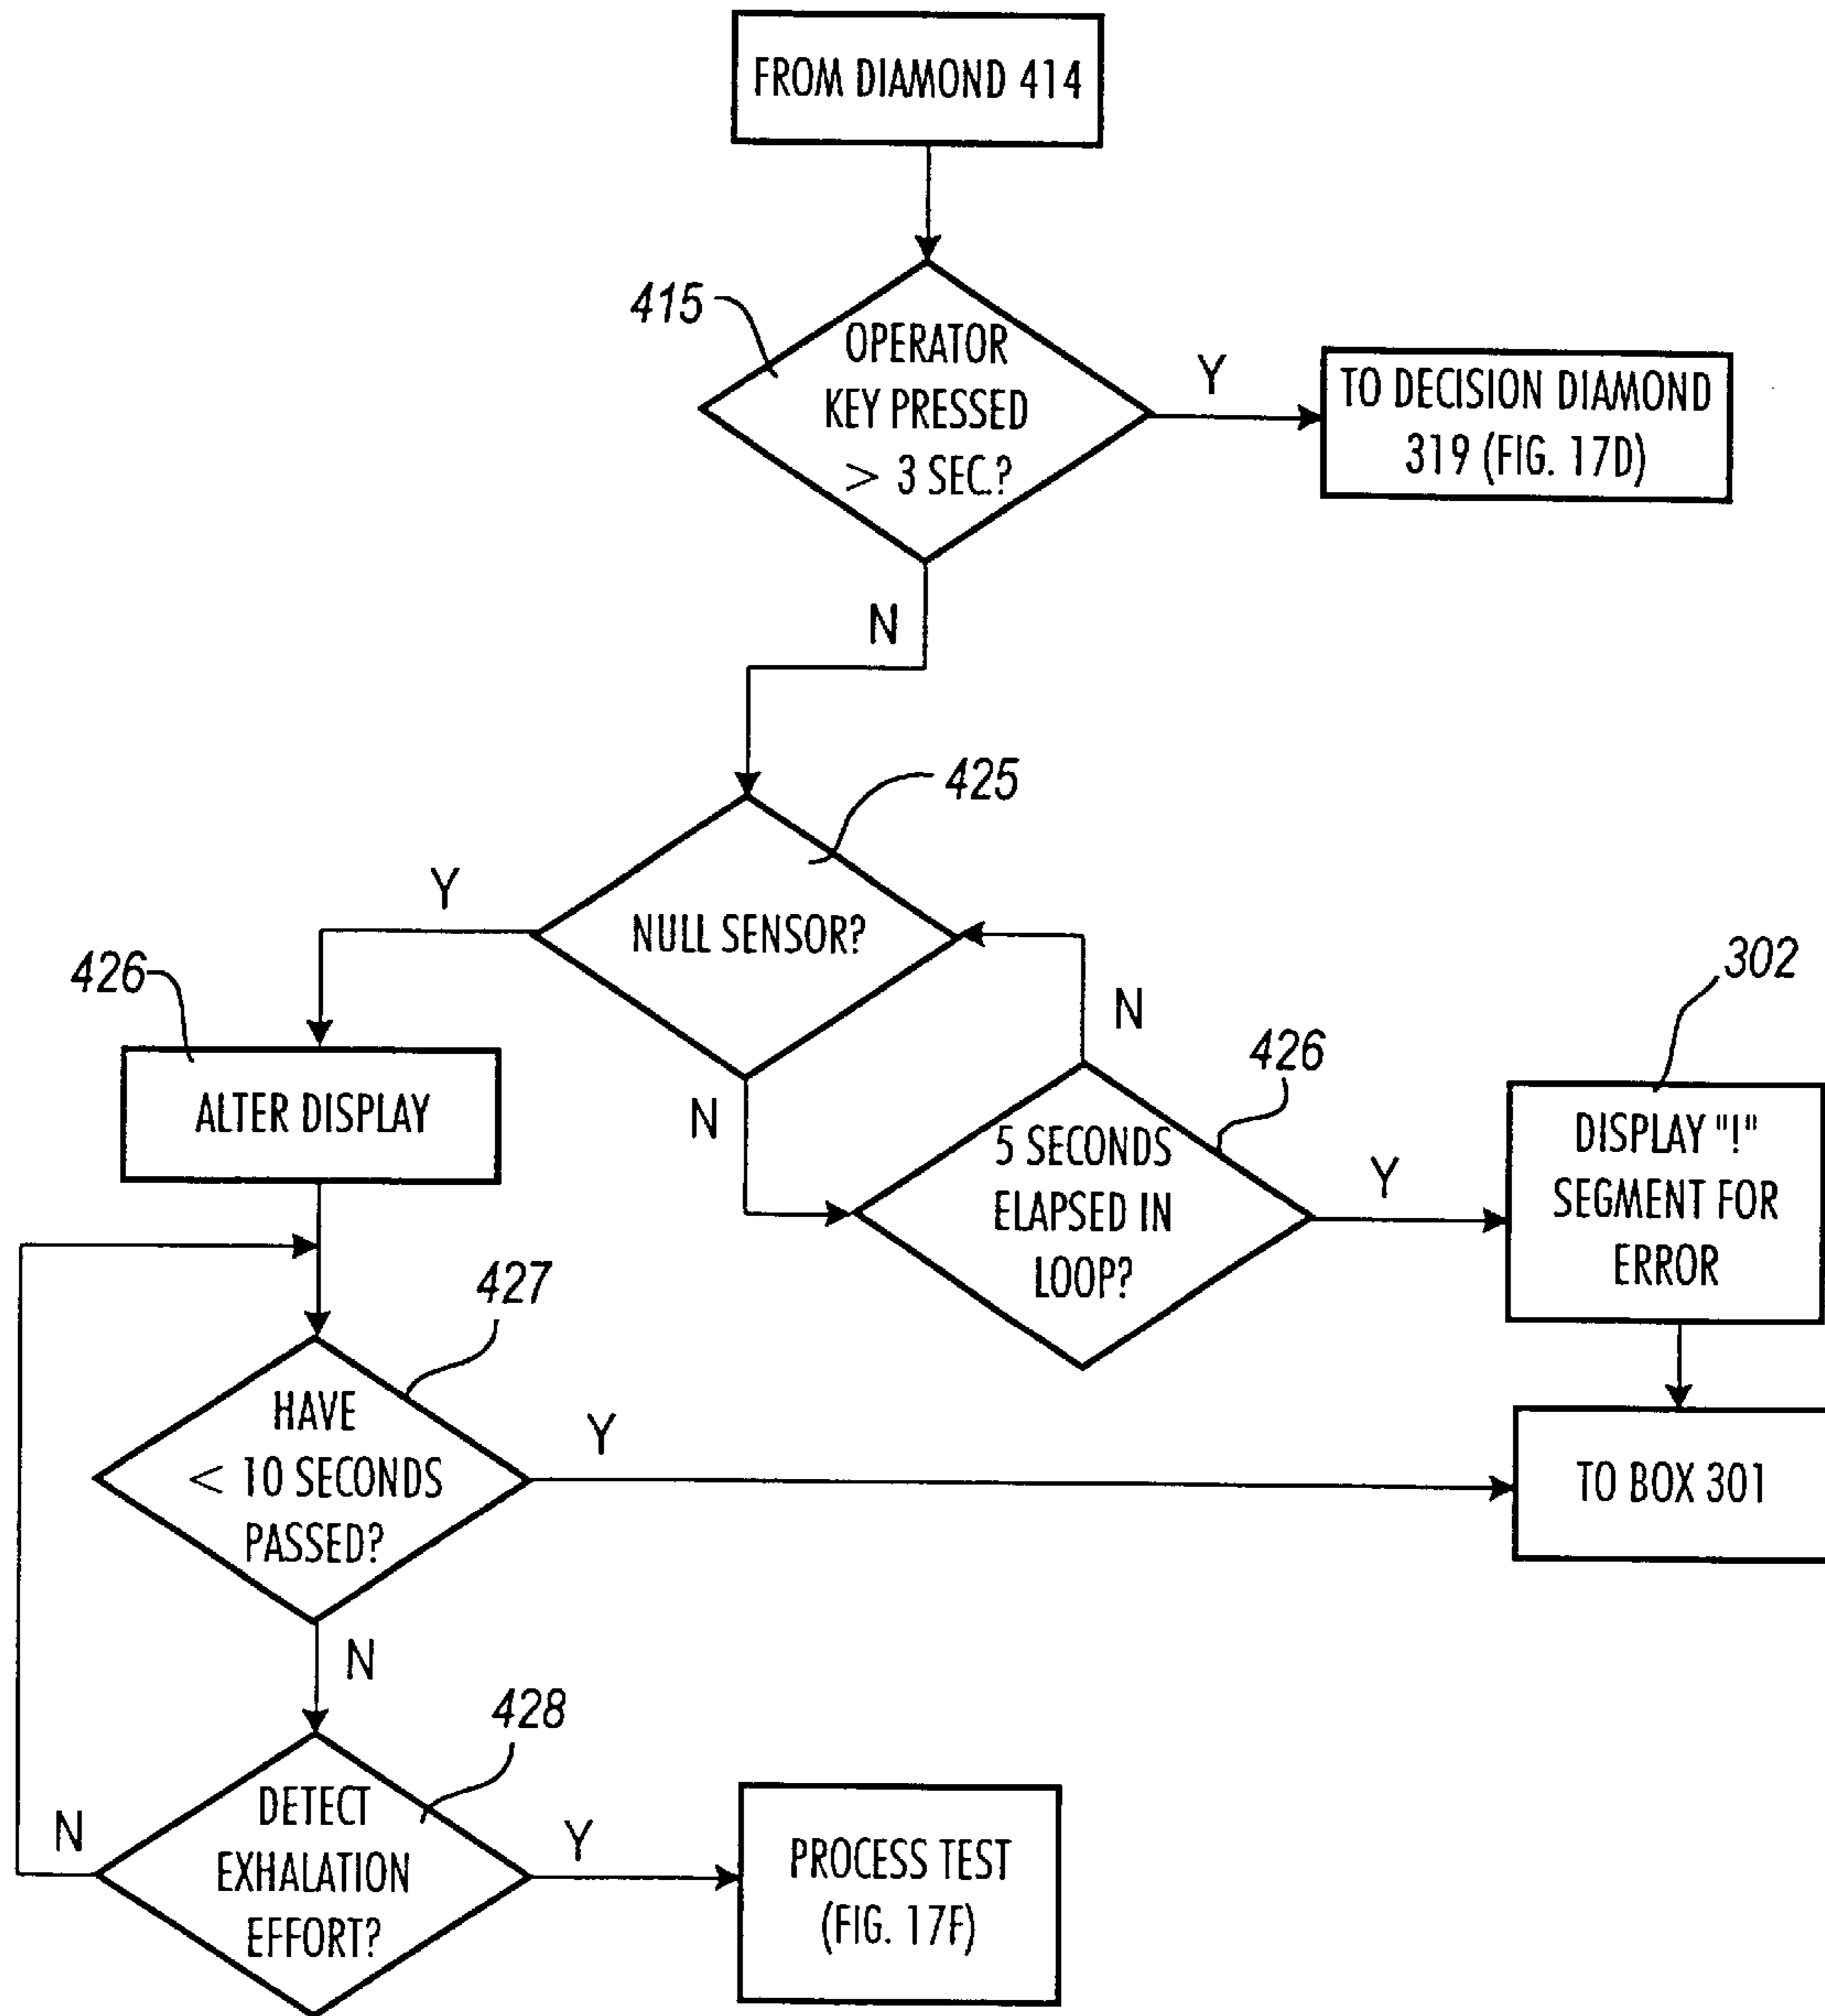 FROM DIAMOND 414
415
OPERATOR
KEY PRESSED
> 3 SEC.?
Y
TO DECISION DIAMOND
319 (FIG. 17D)
N
425
Y
NULL SENSOR?
426
N
302
ALTER DISPLAY
N
426
5 SECONDS
ELAPSED IN
LOOP?
Y
DISPLAY "!"
SEGMENT FOR
ERROR
427
HAVE
< 10 SECONDS
PASSED?
Y
TO BOX 301
N
428
DETECT
EXHALATION
EFFORT?
N
Y
PROCESS TEST
(FIG. 17F)